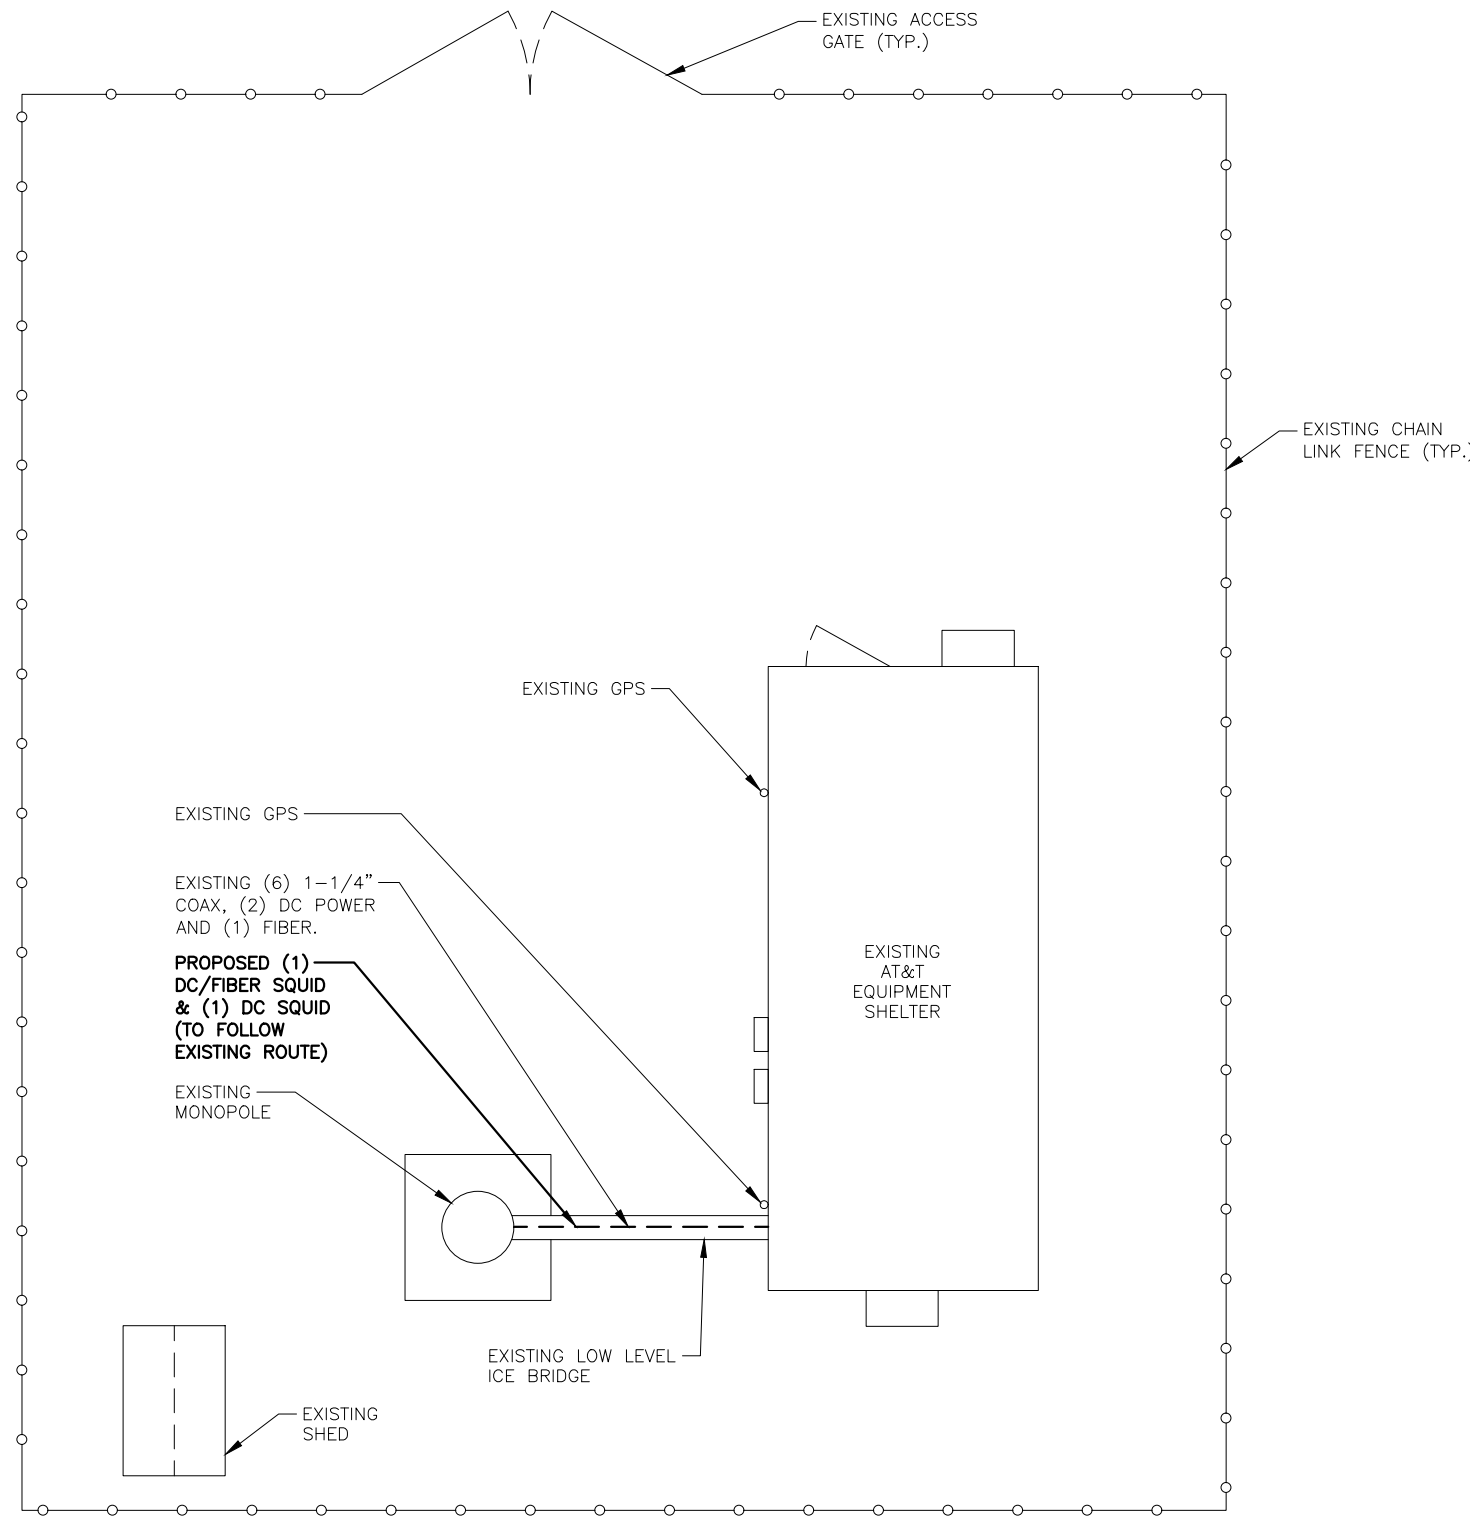 EXISTING ACCESS
GATE (TYP.)
EXISTING CHAIN
LINK FENCE (TYP.)
EXISTING GPS
EXISTING GPS
EXISTING (6) 1-1/4"
COAX, (2) DC POWER
AND (1) FIBER.
PROPOSED (1)
DC/FIBER SQUID
& (1) DC SQUID
(TO FOLLOW
EXISTING ROUTE)
EXISTING
MONOPOLE
EXISTING
AT&T
EQUIPMENT
SHELTER
EXISTING LOW LEVEL
ICE BRIDGE
EXISTING
SHED